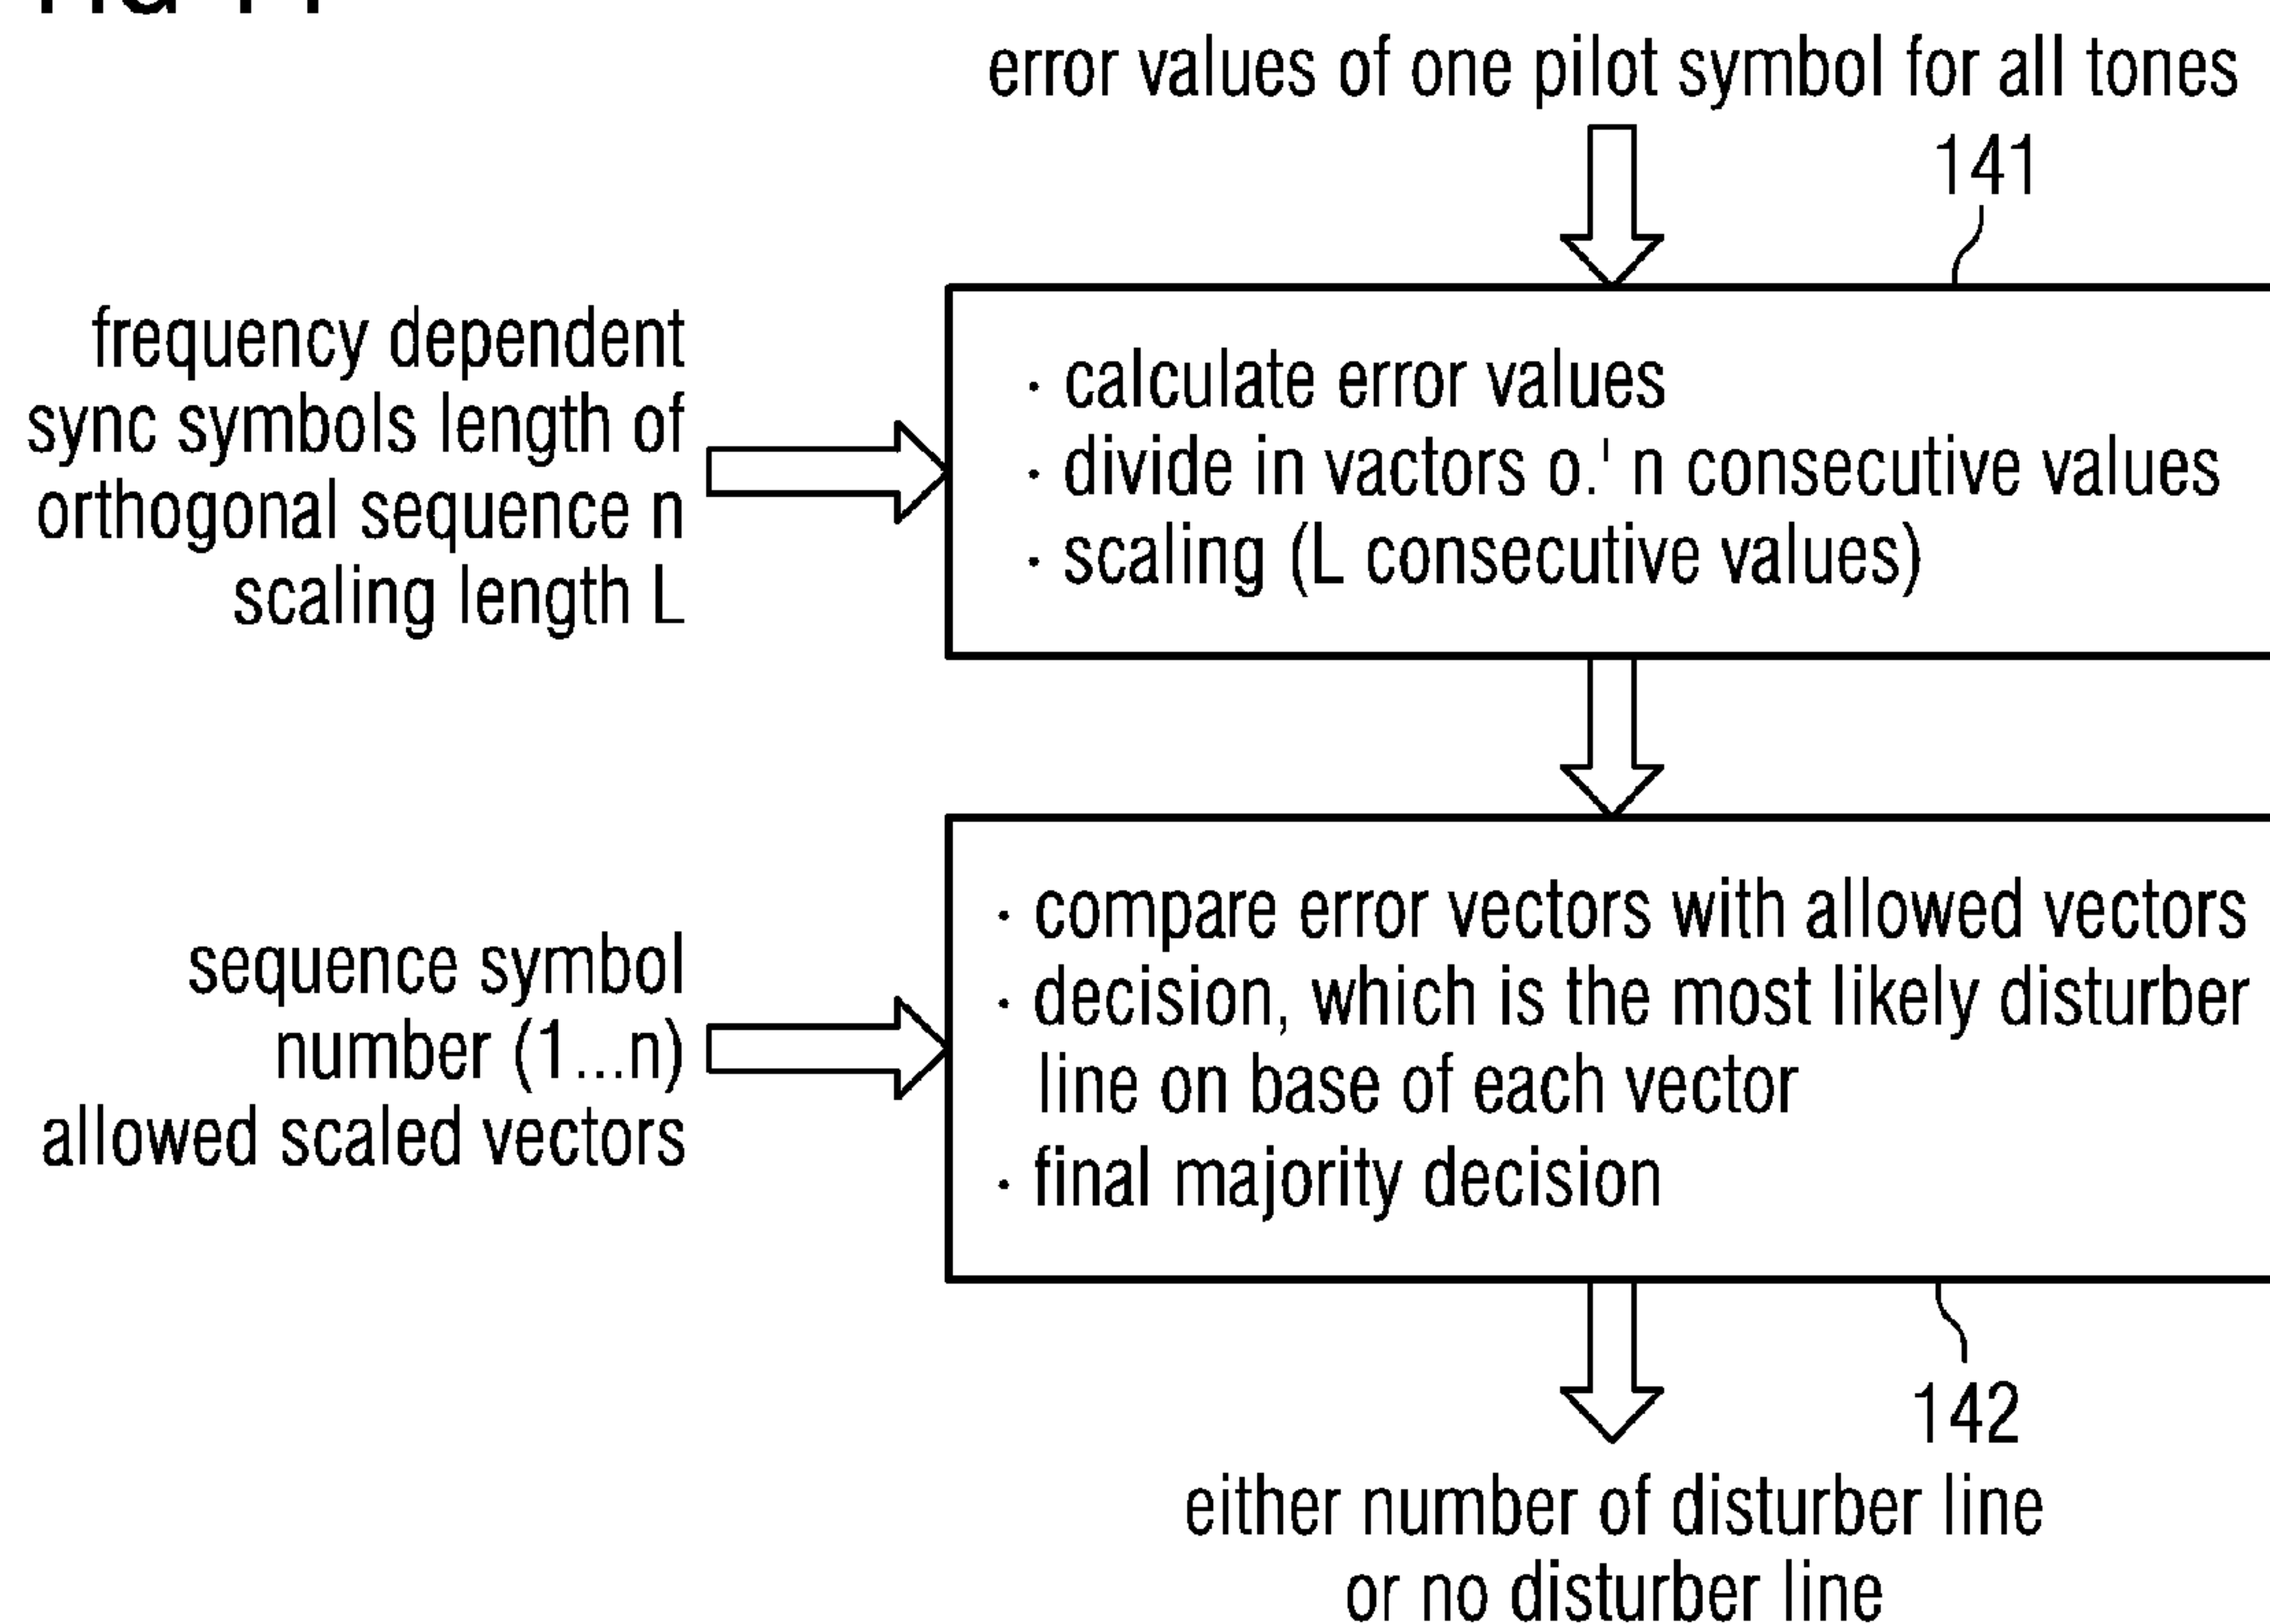 error values of one pilot symbol for all tones
141
frequency dependent
sync symbols length of
orthogonal sequence n
scaling length L
· calculate error values
· divide in vactors o.' n consecutive values
· scaling (L consecutive values)
sequence symbol
number (1...n)
allowed scaled vectors
· compare error vectors with allowed vectors
· decision, which is the most likely disturber
line on base of each vector
· final majority decision
142
either number of disturber line
or no disturber line